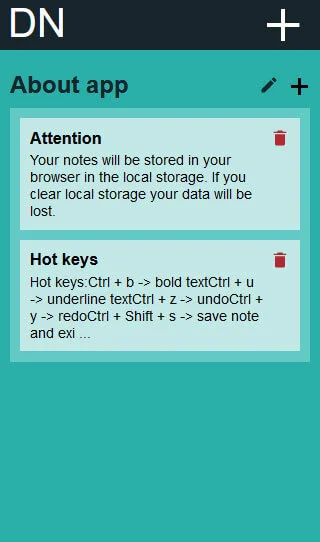 DN
About app
Attention
Your notes will be stored in your
browser in the local storage. If you
clear local storage your data will be
lost.
Hot keys
Hot keys:Ctrl + b -> bold textCtrl + u
-> underline textCtrl + z -> undoCtrl +
y -> redoCtrl + Shift + s -> save note
and exi ...